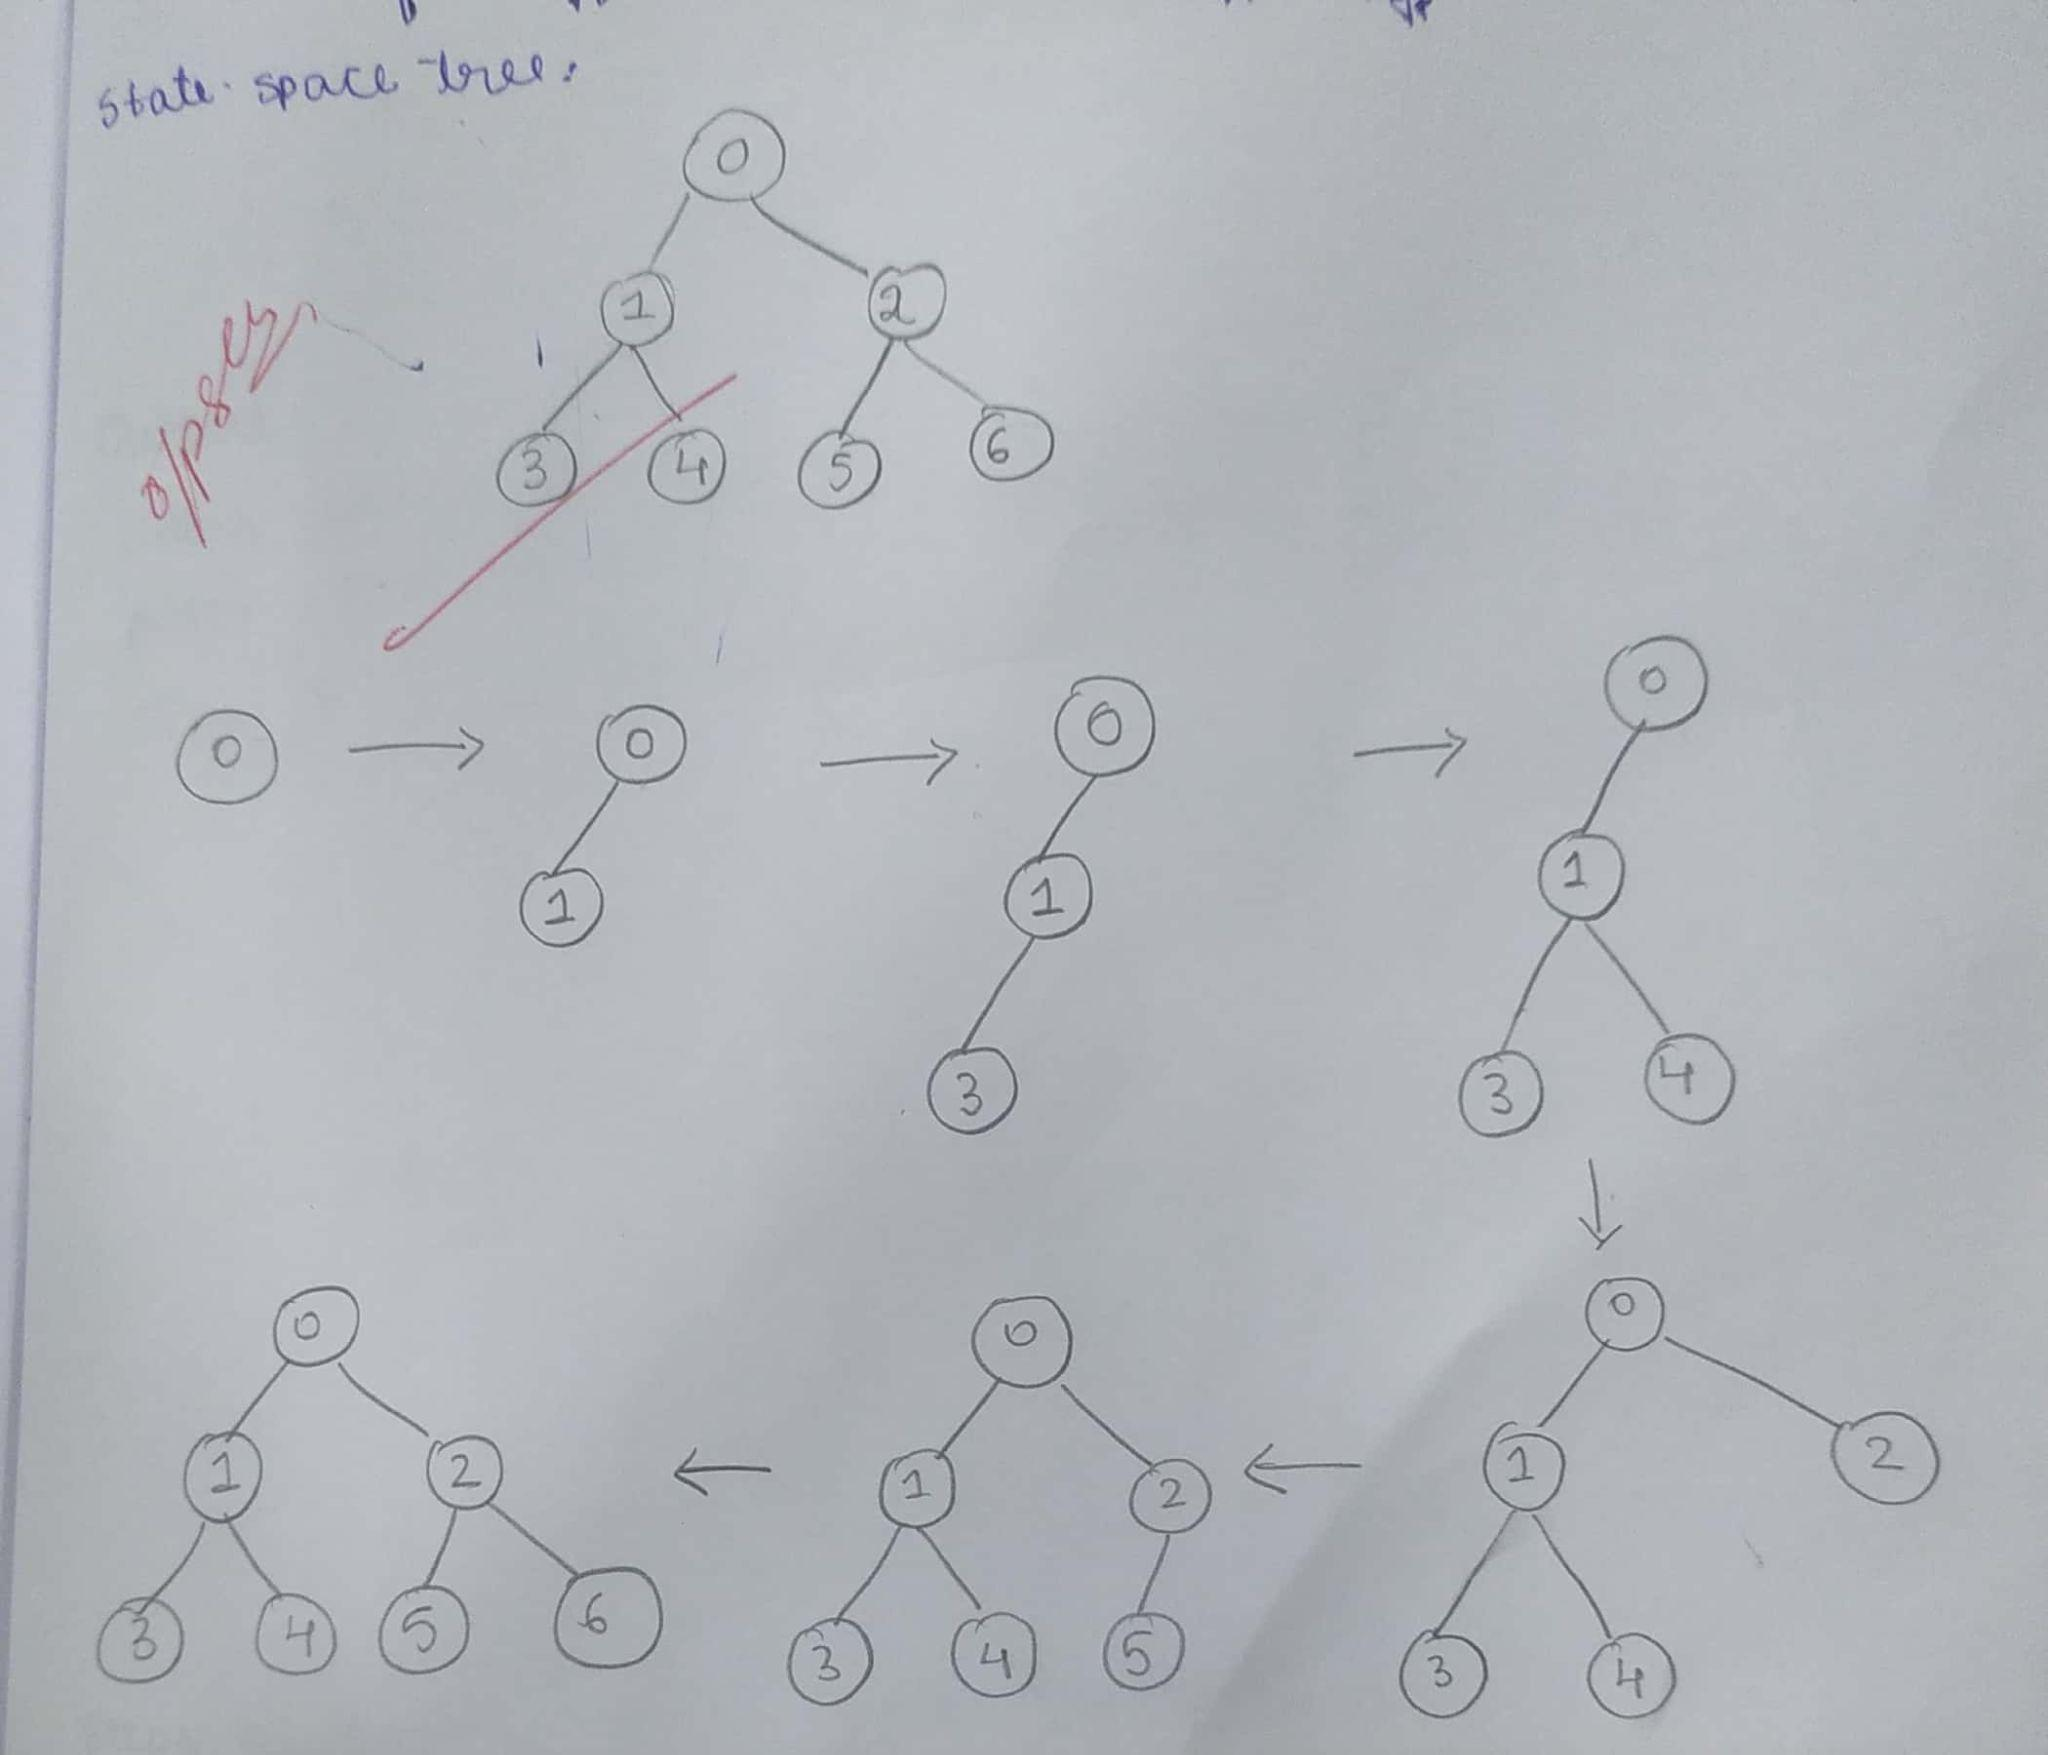 State space tree:
0
1 2
3 4 5 6
0 → 0 → 0 → 0
1 1 1
3 3 4
↓
0 ← 0 ← 0
1 2 1 2 1 2
3 4 5 6 3 4 5 3 4